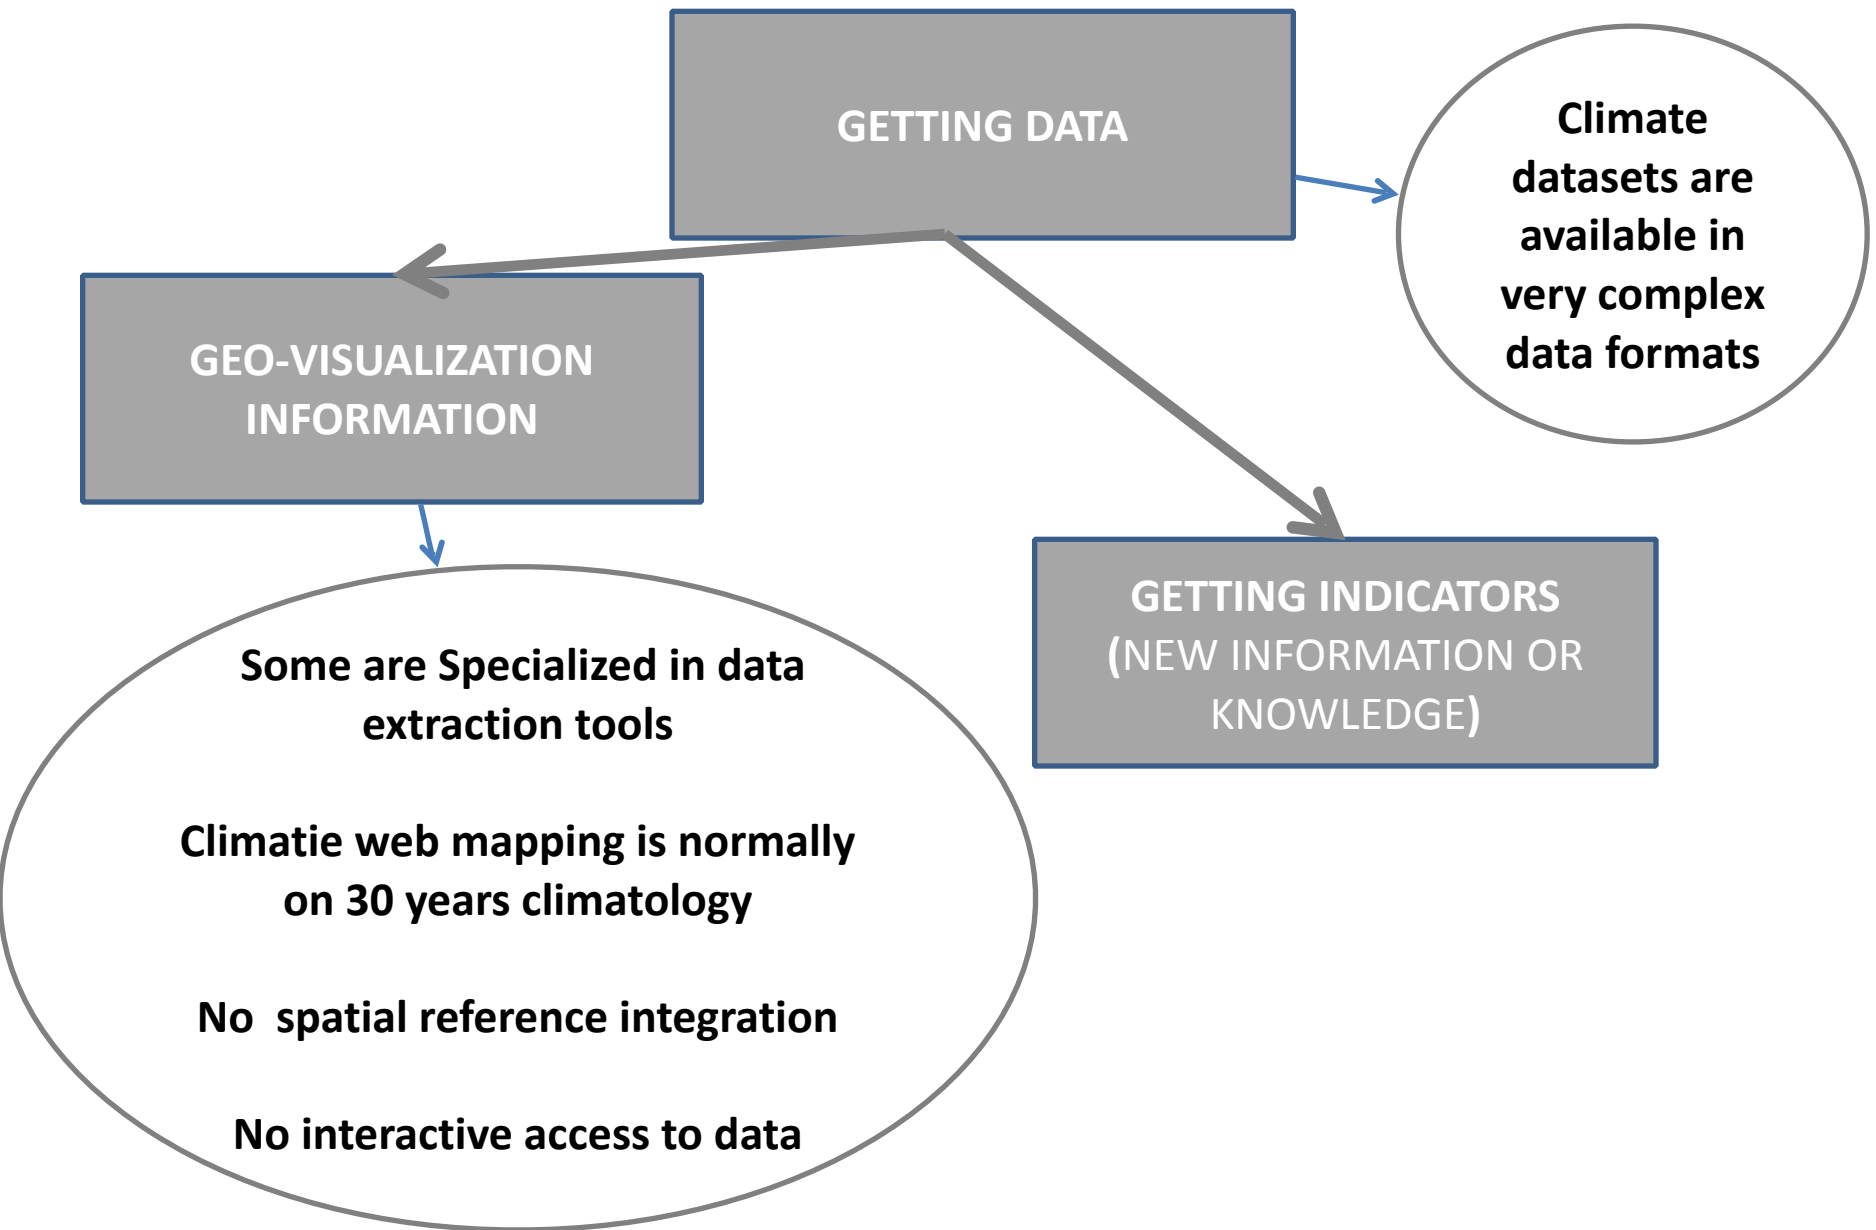 GETTING DATA
Climate
datasets are
available in
very complex
data formats
GEO-VISUALIZATION
INFORMATION
GETTING INDICATORS
(NEW INFORMATION OR
KNOWLEDGE)
Some are Specialized in data
extraction tools
Climatie web mapping is normally
on 30 years climatology
No  spatial reference integration
No interactive access to data